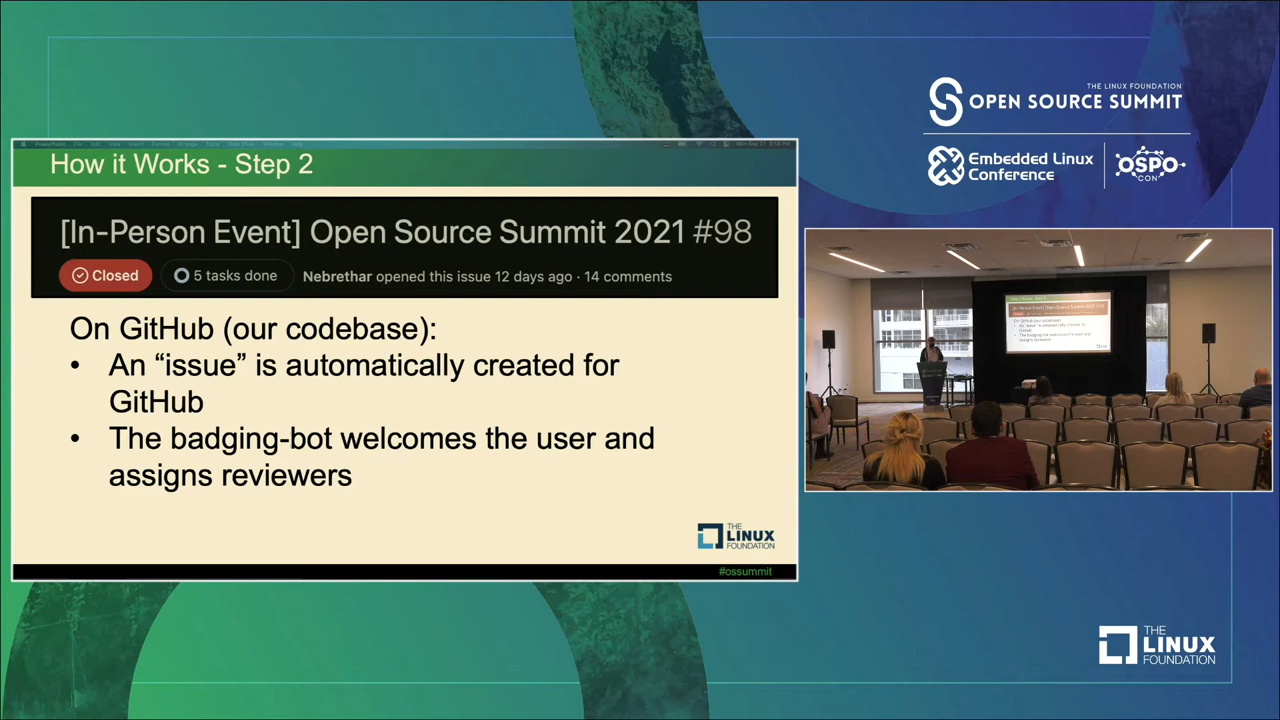 THE LINUX FOUNDATION
OPEN SOURCE SUMMIT
Embedded Linux
Conference
OSPO
CON
How it Works - Step 2
[In-Person Event] Open Source Summit 2021 #98
Closed
5 tasks done
Nebrethar opened this issue 12 days ago · 14 comments
On GitHub (our codebase):
• An “issue” is automatically created for
GitHub
• The badging-bot welcomes the user and
assigns reviewers
THE
LINUX
FOUNDATION
#ossummit
THE
LINUX
FOUNDATION